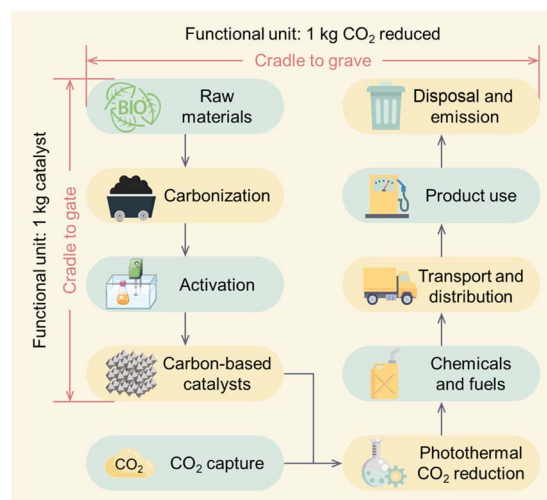 Functional unit: 1 kg CO₂ reduced
Cradle to grave
Functional unit: 1 kg catalyst
Cradle to gate
BIO
Raw
materials
Carbonization
Activation
Carbon-based
catalysts
CO₂
CO₂ capture
Disposal and
emission
Product use
Transport and
distribution
Chemicals
and fuels
Photothermal
CO₂ reduction